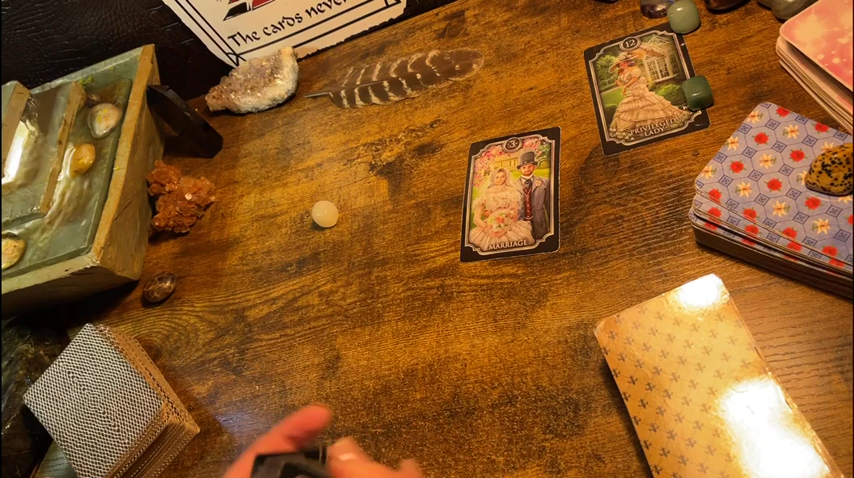 The cards never
12
PRIVILEGED
LADY
3
MARRIAGE